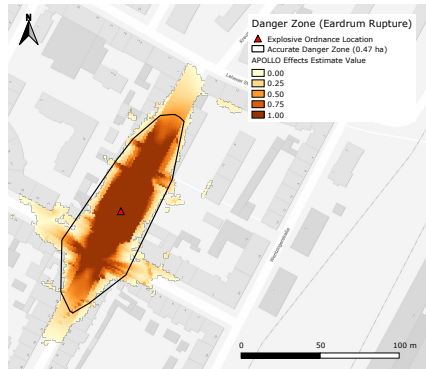 N
Danger Zone (Eardrum Rupture)
Explosive Ordnance Location
Accurate Danger Zone (0.47 ha)
APOLLO Effects Estimate Value
0.00
0.25
0.50
0.75
1.00
0
50
100 m